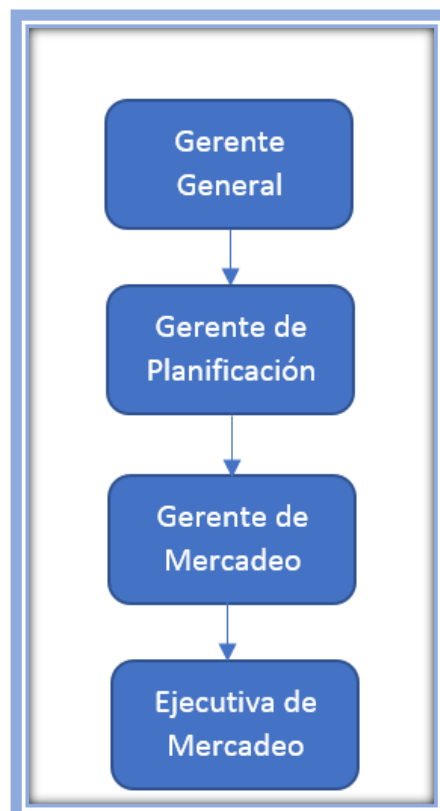 Gerente
General
Gerente de
Planificación
Gerente de
Mercadeo
Ejecutiva de
Mercadeo